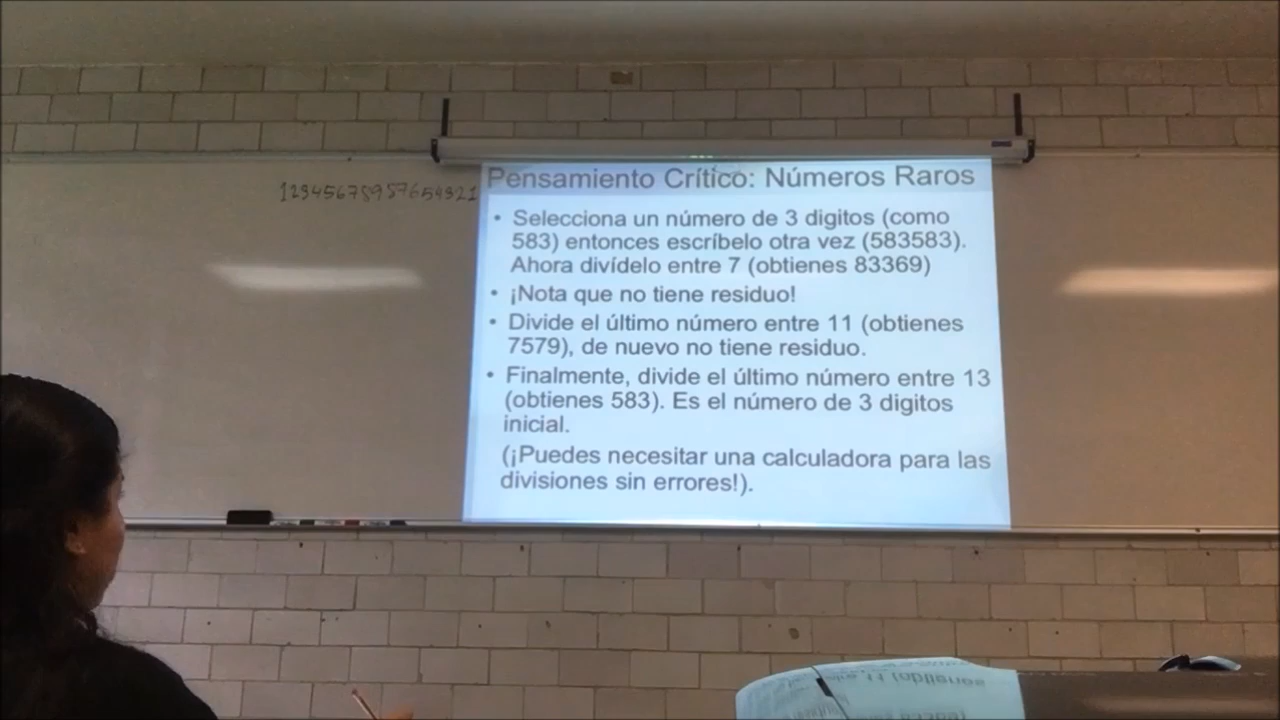 12345678987654321
Pensamiento Crítico: Números Raros
• Selecciona un número de 3 digitos (como
583) entonces escríbelo otra vez (583583).
Ahora divídelo entre 7 (obtienes 83369)
• ¡Nota que no tiene residuo!
• Divide el último número entre 11 (obtienes
7579), de nuevo no tiene residuo.
• Finalmente, divide el último número entre 13
(obtienes 583). Es el número de 3 digitos
inicial.
(¡Puedes necesitar una calculadora para las
divisiones sin errores!).
11 (obtienes